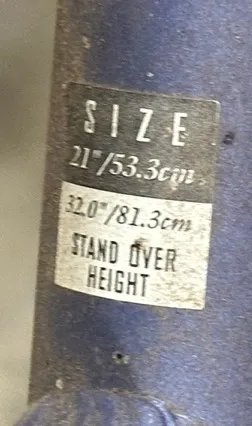 SIZE
21"/53.3cm
32.0"/81.3cm
STAND OVER
HEIGHT